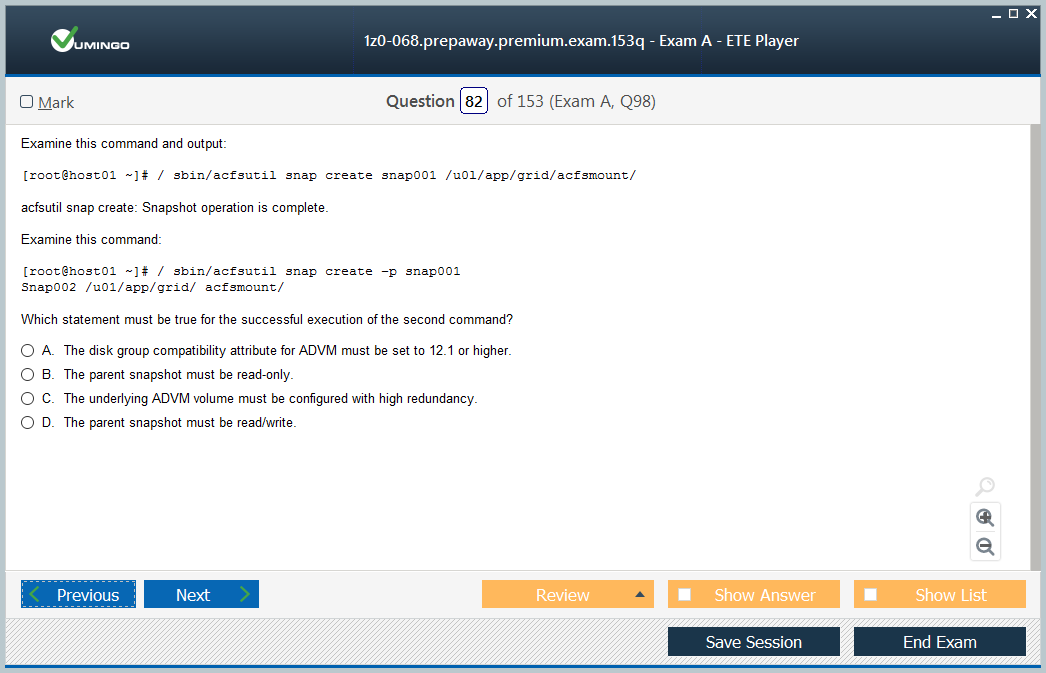 VUMINGO
1z0-068.prepaway.premium.exam.153q - Exam A - ETE Player
Mark
Question 82 of 153 (Exam A, Q98)
Examine this command and output:
[root@host01 ~]# / sbin/acfsutil snap create snap001 /u0l/app/grid/acfsmount/
acfsutil snap create: Snapshot operation is complete.
Examine this command:
[root@host01 ~]# / sbin/acfsutil snap create –p snap001
Snap002 /u01/app/grid/ acfsmount/
Which statement must be true for the successful execution of the second command?
A. The disk group compatibility attribute for ADVM must be set to 12.1 or higher.
B. The parent snapshot must be read-only.
C. The underlying ADVM volume must be configured with high redundancy.
D. The parent snapshot must be read/write.
Previous Next Review Show Answer Show List
Save Session End Exam